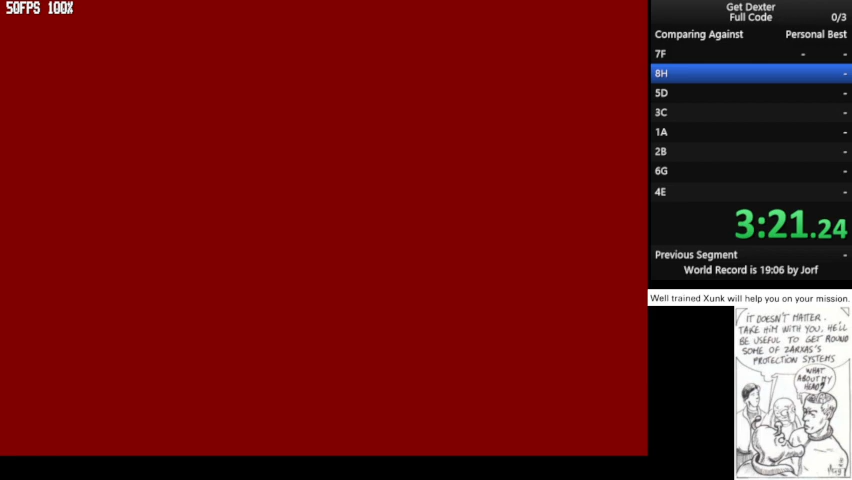 50FPS 100%
Get Dexter
Full Code 0/3
Comparing Against Personal Best
7F - -
8H -
5D -
3C -
1A -
2B -
6G -
4E -
3:21.24
Previous Segment -
World Record is 19:06 by Jorf
Well trained Xunk will help you on your mission.
IT DOESN'T MATTER.
TAKE HIM WITH YOU, HE'LL
BE USEFUL TO GET ROUND
SOME OF ZARXAS'S
PROTECTION SYSTEMS
WHAT
ABOUT MY
HEAD?